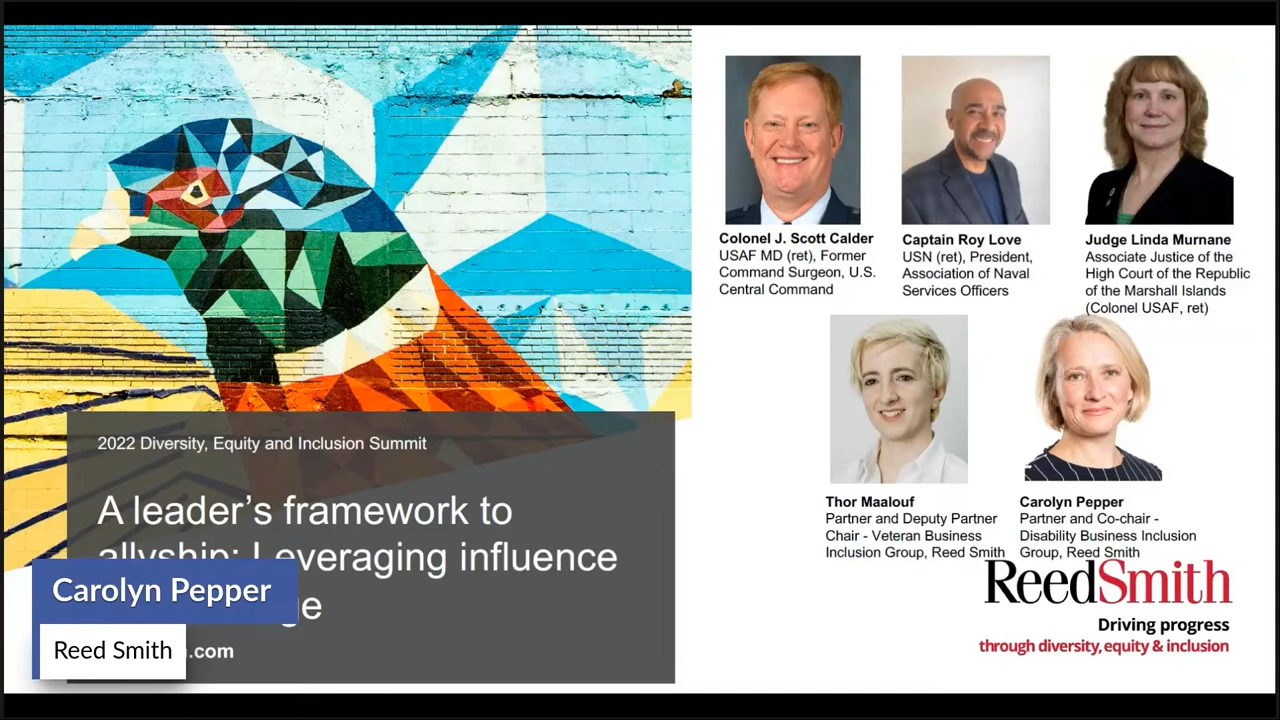 Colonel J. Scott Calder
USAF MD (ret), Former
Command Surgeon, U.S.
Central Command
Captain Roy Love
USN (ret), President,
Association of Naval
Services Officers
Judge Linda Murnane
Associate Justice of the
High Court of the Republic
of the Marshall Islands
(Colonel USAF, ret)
Thor Maalouf
Partner and Deputy Partner
Chair - Veteran Business
Inclusion Group, Reed Smith
Carolyn Pepper
Partner and Co-chair -
Disability Business Inclusion
Group, Reed Smith
2022 Diversity, Equity and Inclusion Summit
A leader's framework to
allyship: Leveraging influence
Carolyn Pepper
Reed Smith
.com
ReedSmith
Driving progress
through diversity, equity & inclusion